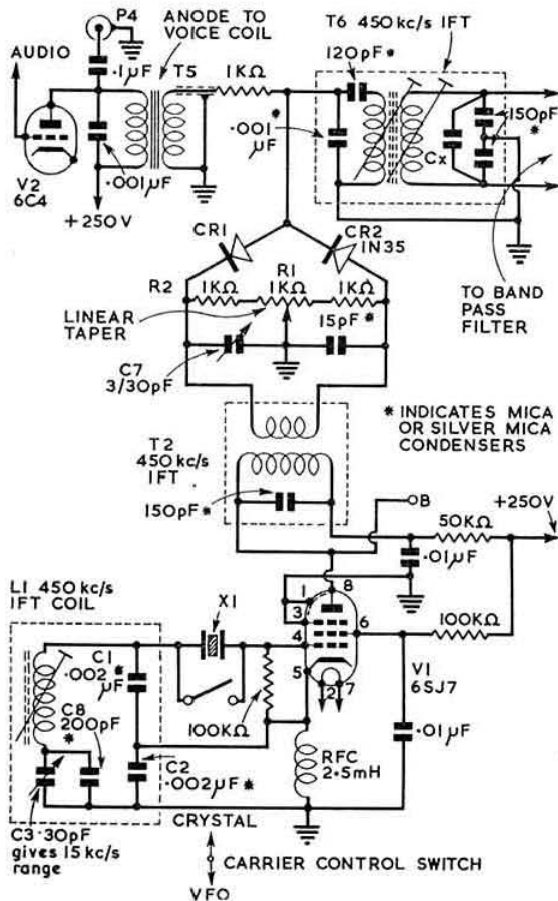 P4
ANODE TO
VOICE COIL
T6 450 kc/s IFT
AUDIO
.1µF
T5
1KΩ
120pF*
*
.001
µF
150pF
*
Cx
V2
6C4
.001µF
+250V
CR1
CR2
1N35
R2
1KΩ
R1
1KΩ
1KΩ
LINEAR
TAPER
15pF*
TO BAND
PASS
FILTER
C7
3/30pF
* INDICATES MICA
OR SILVER MICA
CONDENSERS
T2
450 kc/s
IFT
150pF*
B
+250V
50KΩ
.01µF
L1 450 kc/s
IFT COIL
X1
1
8
3
4
6
5
2
7
100KΩ
V1
6SJ7
C1
*
.002
µF
C8
200pF
*
100KΩ
C2
.002µF*
RFC
2.5mH
.01µF
C3.30pF
gives 15 kc/s
range
CRYSTAL
CARRIER CONTROL SWITCH
VFO